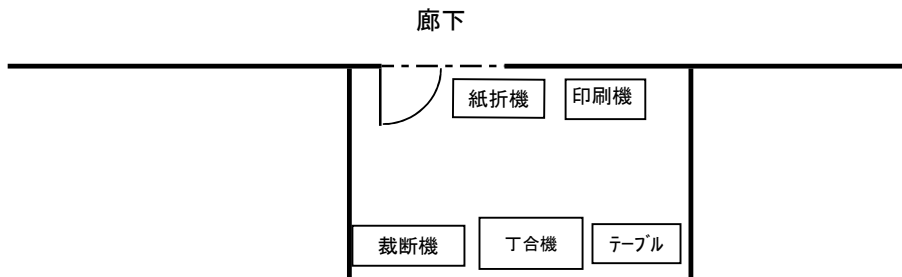 廊下
紙折機
印刷機
裁断機
丁合機
ﾃｰﾌﾞﾙ